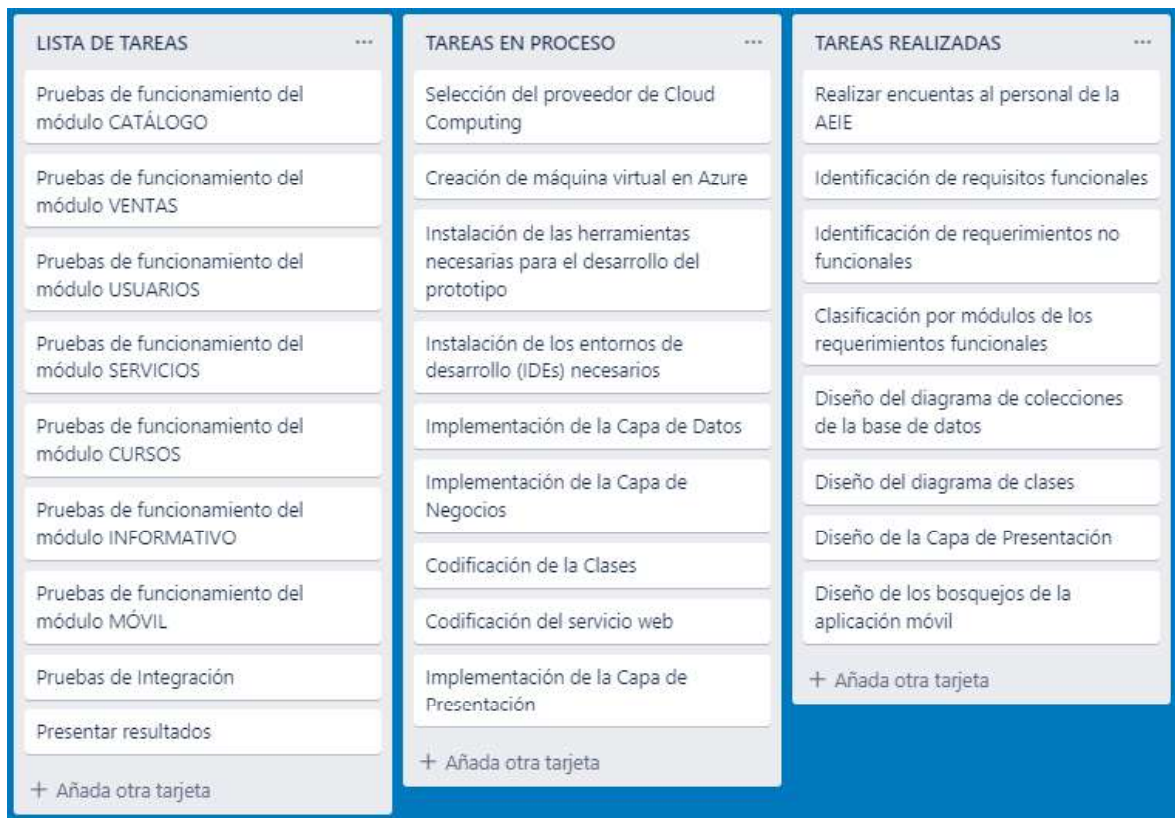 LISTA DE TAREAS ...
Pruebas de funcionamiento del
módulo CATÁLOGO
Pruebas de funcionamiento del
módulo VENTAS
Pruebas de funcionamiento del
módulo USUARIOS
Pruebas de funcionamiento del
módulo SERVICIOS
Pruebas de funcionamiento del
módulo CURSOS
Pruebas de funcionamiento del
módulo INFORMATIVO
Pruebas de funcionamiento del
módulo MÓVIL
Pruebas de Integración
Presentar resultados
+ Añada otra tarjeta
TAREAS EN PROCESO ...
Selección del proveedor de Cloud
Computing
Creación de máquina virtual en Azure
Instalación de las herramientas
necesarias para el desarrollo del
prototipo
Instalación de los entornos de
desarrollo (IDEs) necesarios
Implementación de la Capa de Datos
Implementación de la Capa de
Negocios
Codificación de la Clases
Codificación del servicio web
Implementación de la Capa de
Presentación
+ Añada otra tarjeta
TAREAS REALIZADAS ...
Realizar encuentas al personal de la
AEIE
Identificación de requisitos funcionales
Identificación de requerimientos no
funcionales
Clasificación por módulos de los
requerimientos funcionales
Diseño del diagrama de colecciones
de la base de datos
Diseño del diagrama de clases
Diseño de la Capa de Presentación
Diseño de los bosquejos de la
aplicación móvil
+ Añada otra tarjeta